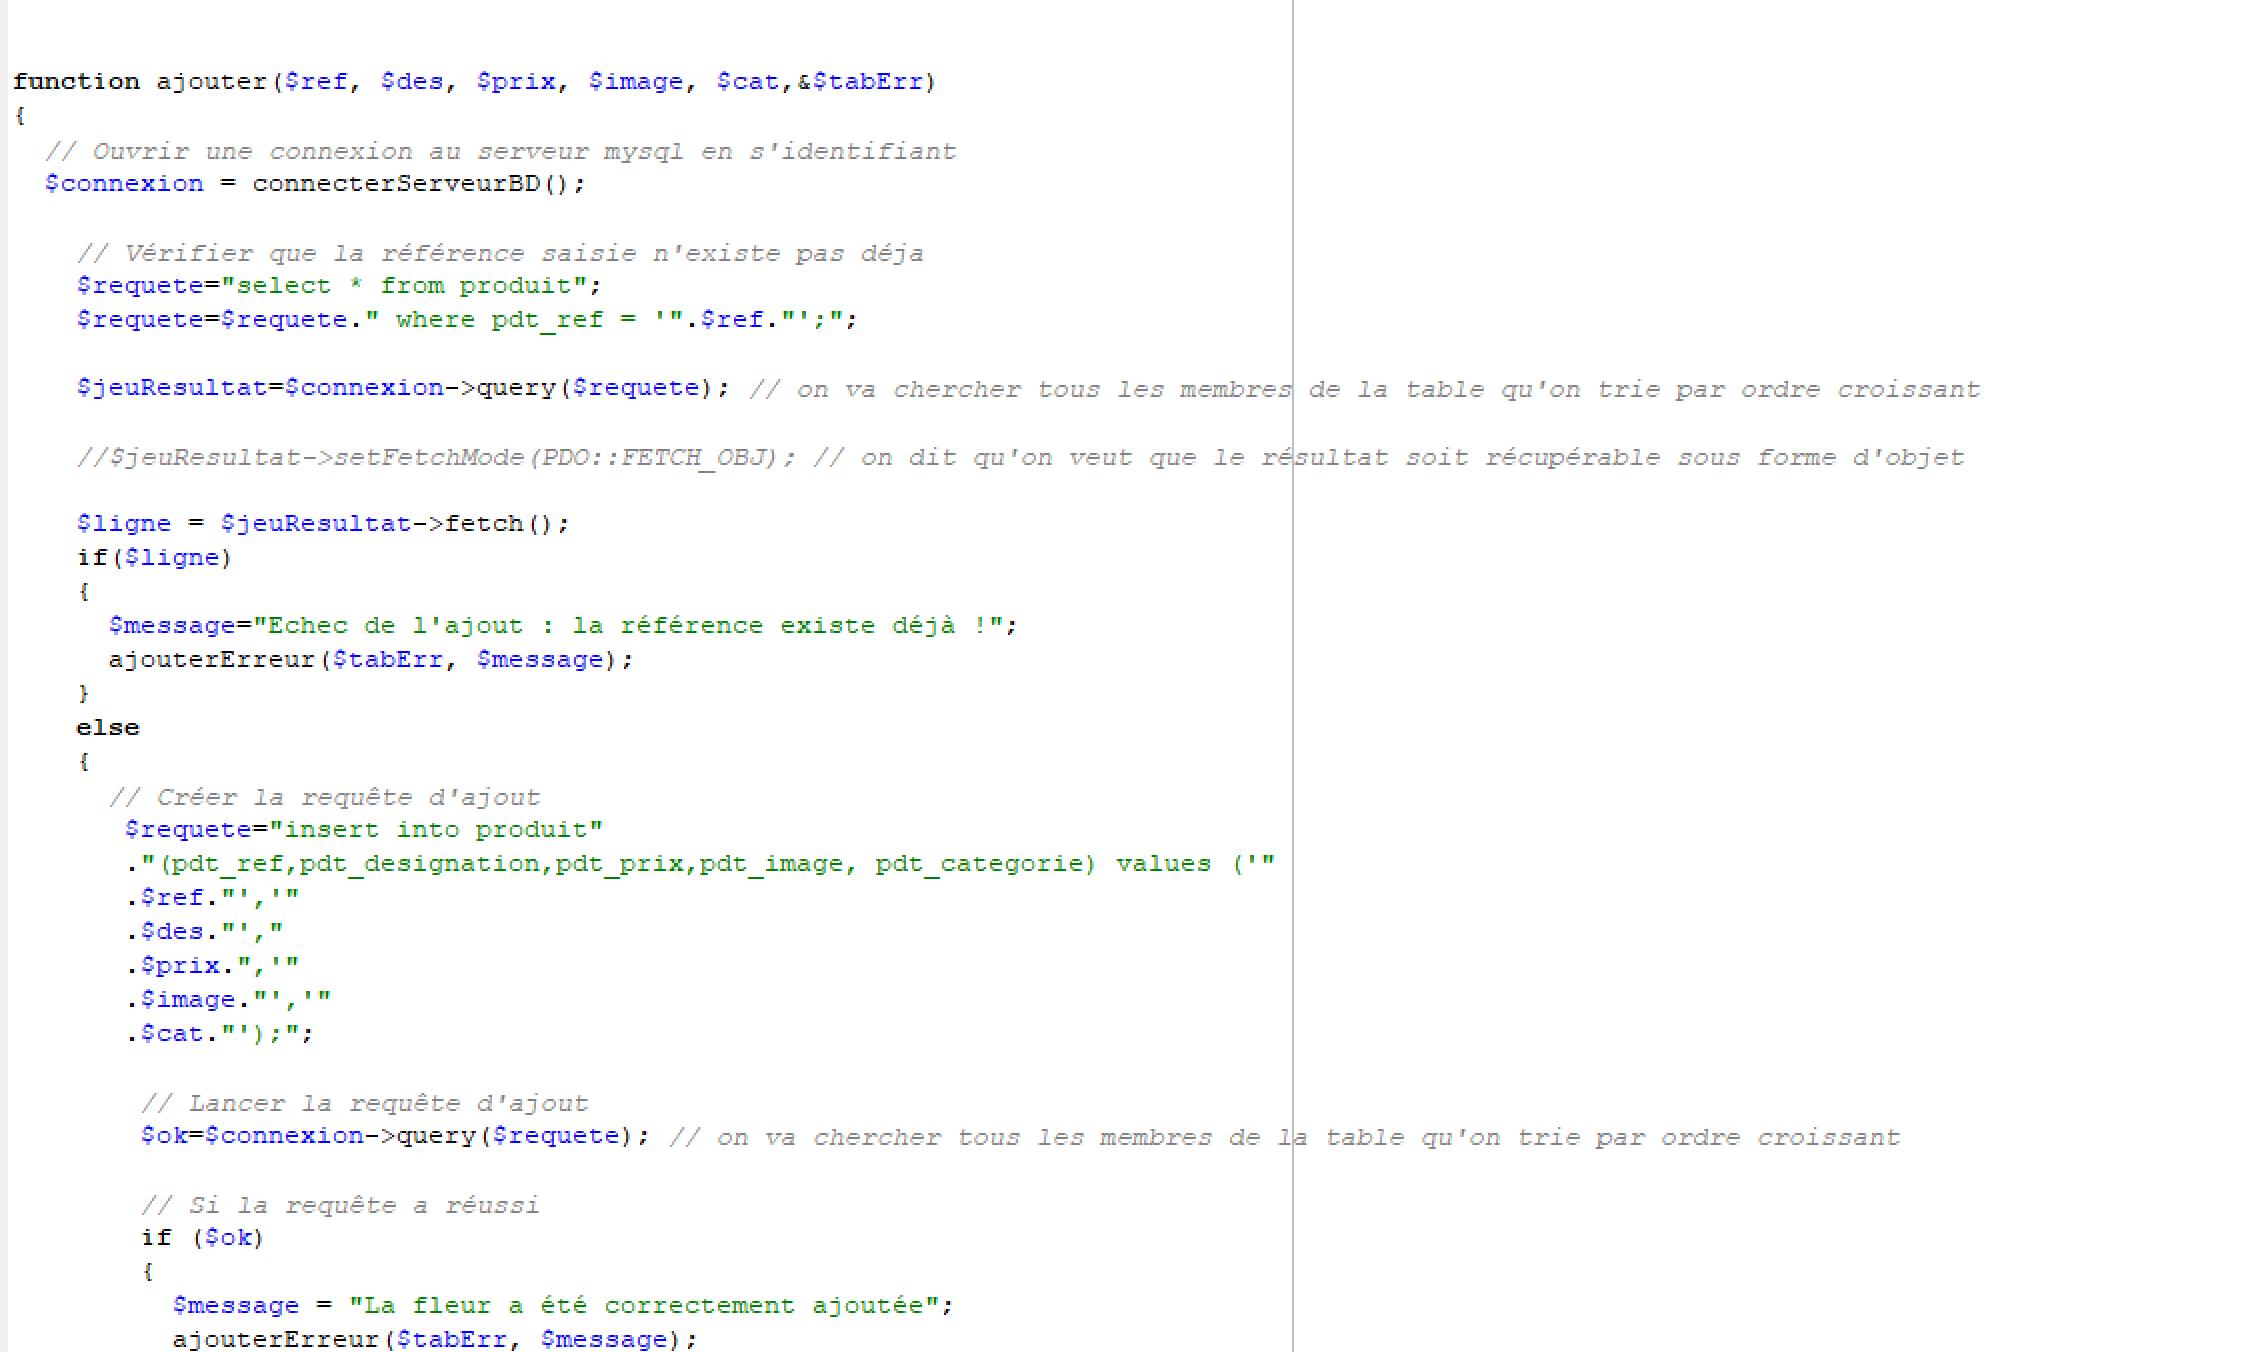 function ajouter($ref, $des, $prix, $image, $cat,&$tabErr)
{
// Ouvrir une connexion au serveur mysql en s'identifiant
$connexion = connecterServeurBD();
// Vérifier que la référence saisie n'existe pas déja
$requete="select * from produit";
$requete=$requete." where pdt_ref = '".$ref."';";
$jeuResultat=$connexion->query($requete); // on va chercher tous les membres de la table qu'on trie par ordre croissant
//$jeuResultat->setFetchMode(PDO::FETCH_OBJ); // on dit qu'on veut que le résultat soit récupérable sous forme d'objet
$ligne = $jeuResultat->fetch();
if($ligne)
{
$message="Echec de l'ajout : la référence existe déjà !";
ajouterErreur($tabErr, $message);
}
else
{
// Créer la requête d'ajout
$requete="insert into produit"
."(pdt_ref,pdt_designation,pdt_prix,pdt_image, pdt_categorie) values ('"
.$ref."','"
.$des."',"
.$prix.",'"
.$image."','"
.$cat."');";
// Lancer la requête d'ajout
$ok=$connexion->query($requete); // on va chercher tous les membres de la table qu'on trie par ordre croissant
// Si la requête a réussi
if ($ok)
{
$message = "La fleur a été correctement ajoutée";
ajouterErreur($tabErr, $message);